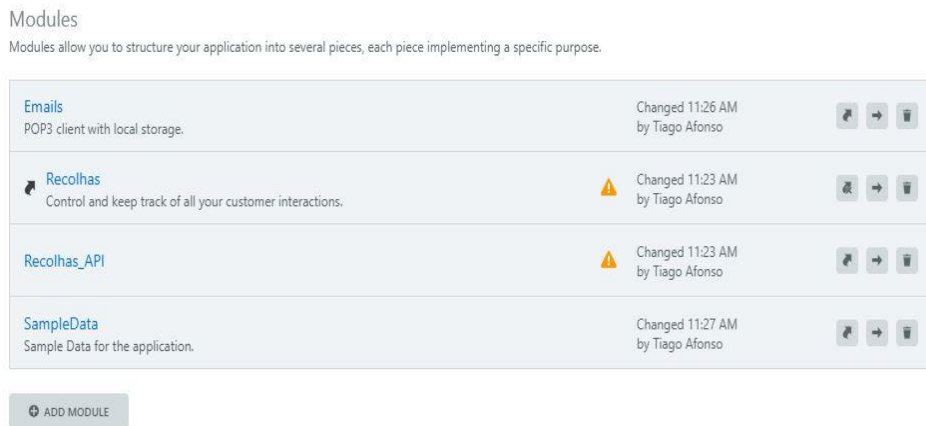 Modules
Modules allow you to structure your application into several pieces, each piece implementing a specific purpose.
Emails
POP3 client with local storage.
Changed 11:26 AM
by Tiago Afonso
Recolhas
Control and keep track of all your customer interactions.
Changed 11:23 AM
by Tiago Afonso
Recolhas_API
Changed 11:23 AM
by Tiago Afonso
SampleData
Sample Data for the application.
Changed 11:27 AM
by Tiago Afonso
ADD MODULE